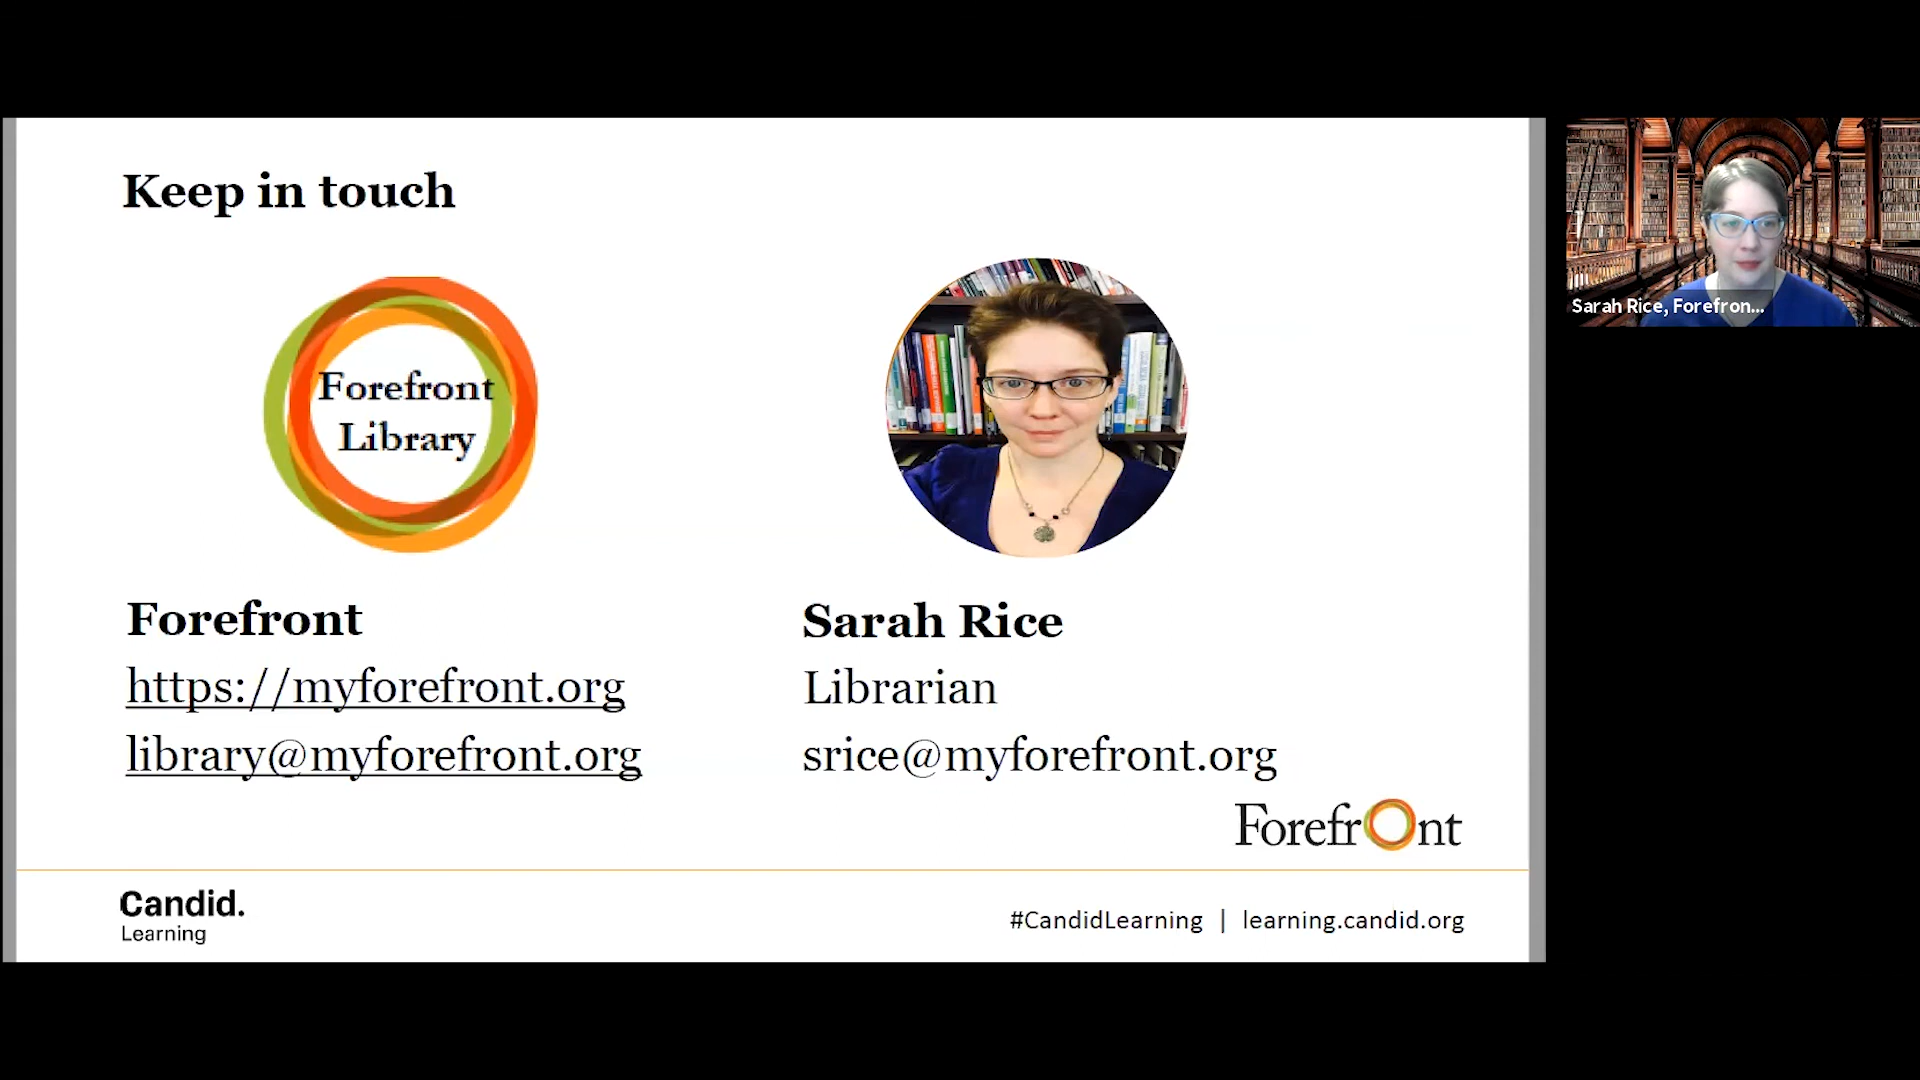 Keep in touch
Forefront
Library
Forefront
https://myforefront.org
library@myforefront.org
Sarah Rice
Librarian
srice@myforefront.org
Forefront
Candid.
Learning
#CandidLearning | learning.candid.org
Sarah Rice, Forefron...